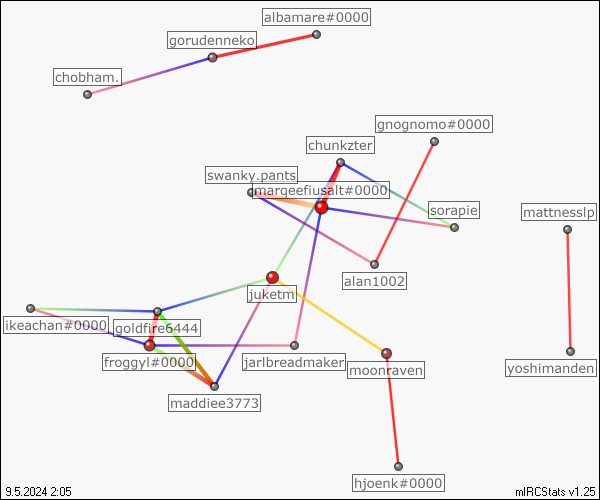 albamare#0000
gorudenneko
chobham.
gnognomo#0000
chunkzter
swanky.pants
marqeefiusalt#0000
sorapie
mattnesslp
alan1002
juketm
ikeachan#0000
goldfire6444
froggyl#0000
jarlbreadmaker
moonraven
yoshimanden
maddiee3773
hjoenk#0000
9.5.2024 2:05
mIRCStats v1.25